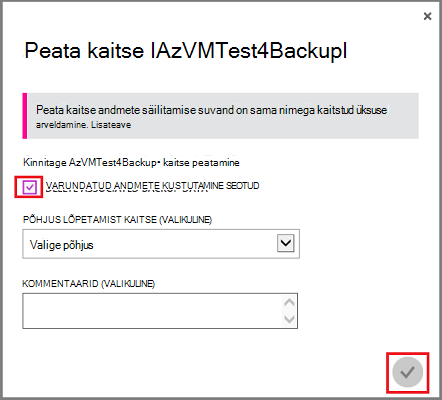 Peata kaitse IAzVMTest4BackupI
Peata kaitse andmete säilitamise suvand on sama nimega kaitstud üksuse
arveldamine. Lisateave
Kinnitage AzVMTest4Backup• kaitse peatamine
VARUNDATUD ANDMETE KUSTUTAMINE SEOTUD
PÕHJUS LÕPETAMIST KAITSE (VALIKULINE)
Valige põhjus
KOMMENTAARID (VALIKULINE)